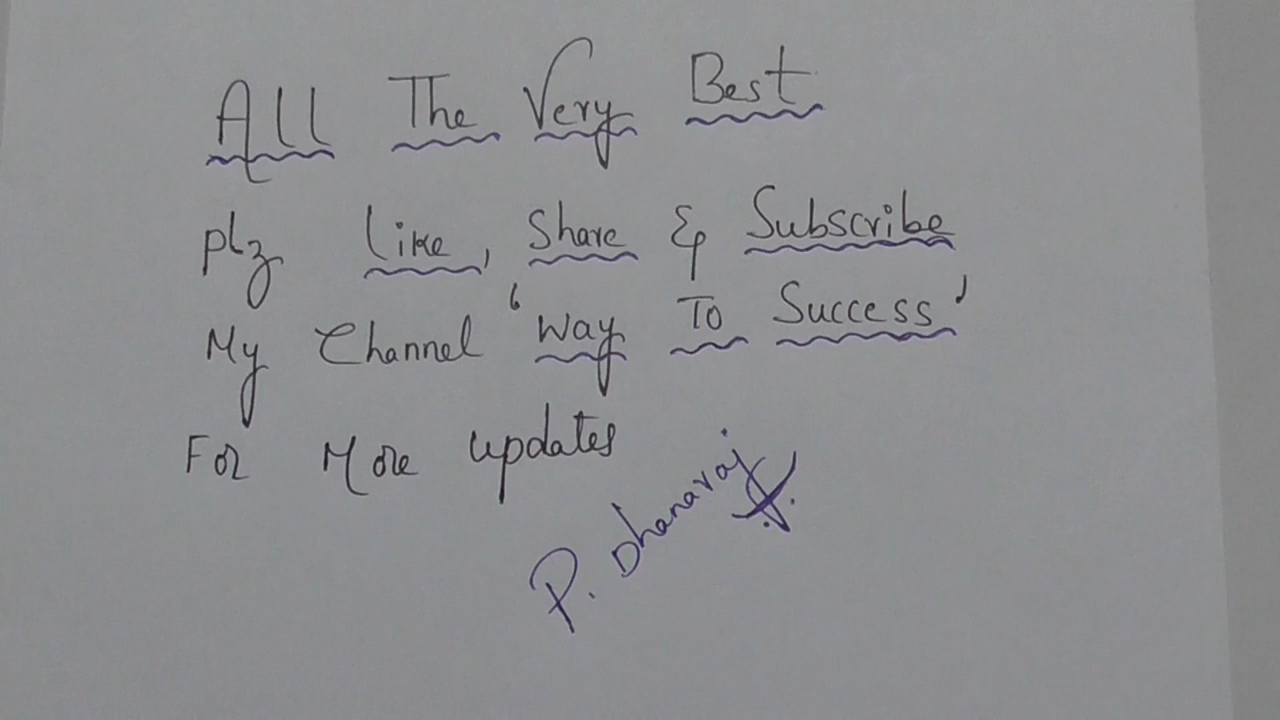 All The Very Best
plz Like, Share & Subscribe
My Channel 'Way To Success'
For More updates
P. Dhanaraj